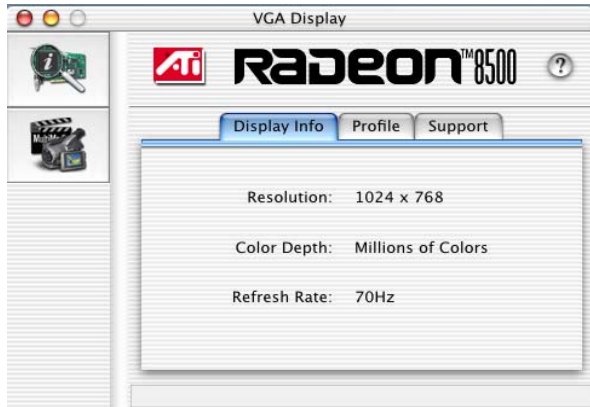 VGA Display
ATi RADEON™8500 ?
Display Info Profile Support
Resolution: 1024 x 768
Color Depth: Millions of Colors
Refresh Rate: 70Hz